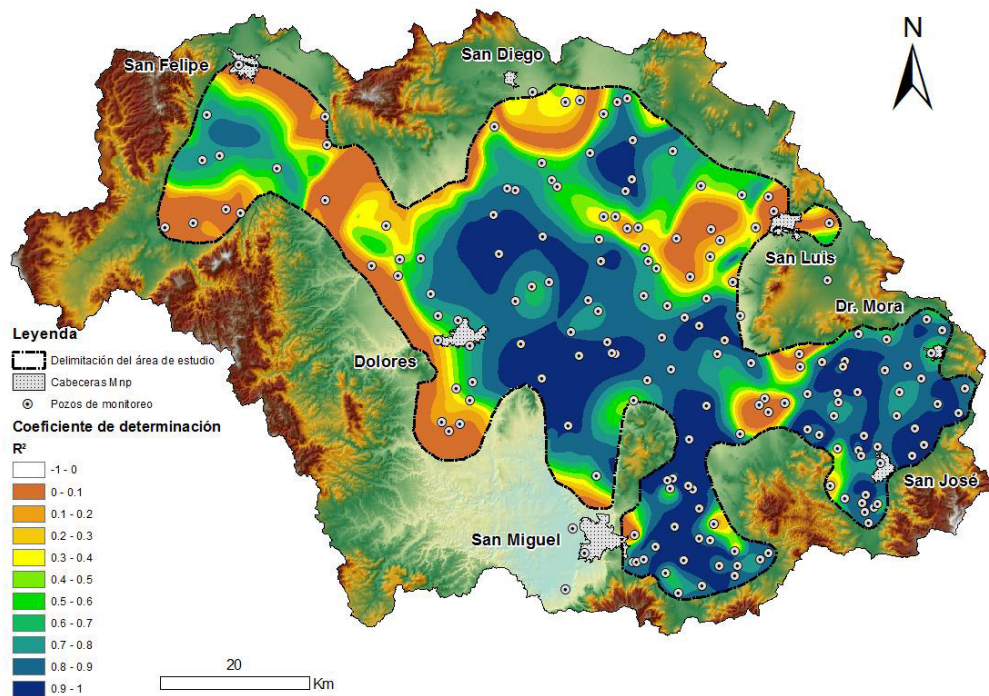 N
San Felipe
San Diego
San Luis
Dr. Mora
Dolores
San José
San Miguel
Leyenda
Delimitación del área de estudio
Cabeceras Mnp
Pozos de monitoreo
Coeficiente de determinación
R²
-1 - 0
0 - 0.1
0.1 - 0.2
0.2 - 0.3
0.3 - 0.4
0.4 - 0.5
0.5 - 0.6
0.6 - 0.7
0.7 - 0.8
0.8 - 0.9
0.9 - 1
20
Km